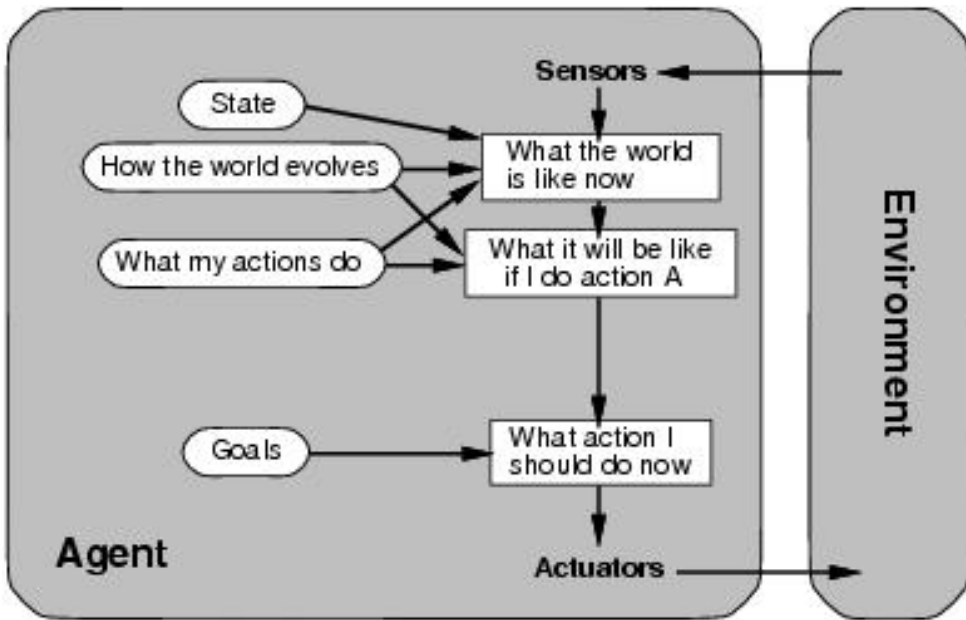 Sensors
State
What the world
is like now
How the world evolves
What my actions do
What it will be like
if I do action A
Goals
What action I
should do now
Agent
Actuators
Environment